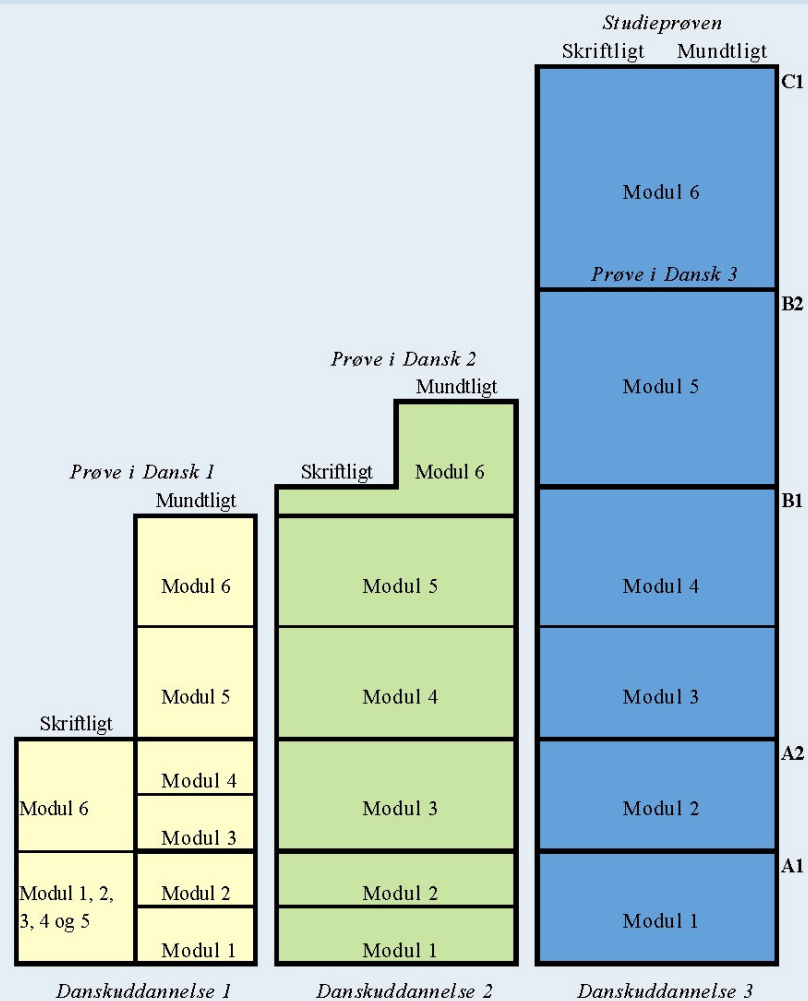 Studieprøven
Skriftligt Mundtligt
C1
Modul 6
Prøve i Dansk 3
B2
Prøve i Dansk 2
Mundtligt
Modul 5
Prøve i Dansk 1
Skriftligt
Modul 6
Mundtligt
B1
Modul 6
Modul 5
Modul 4
Modul 5
Modul 4
Modul 3
Skriftligt
A2
Modul 4
Modul 6
Modul 3
Modul 2
Modul 3
A1
Modul 1, 2,
3, 4 og 5
Modul 2
Modul 2
Modul 1
Modul 1
Modul 1
Danskuddannelse 1
Danskuddannelse 2
Danskuddannelse 3